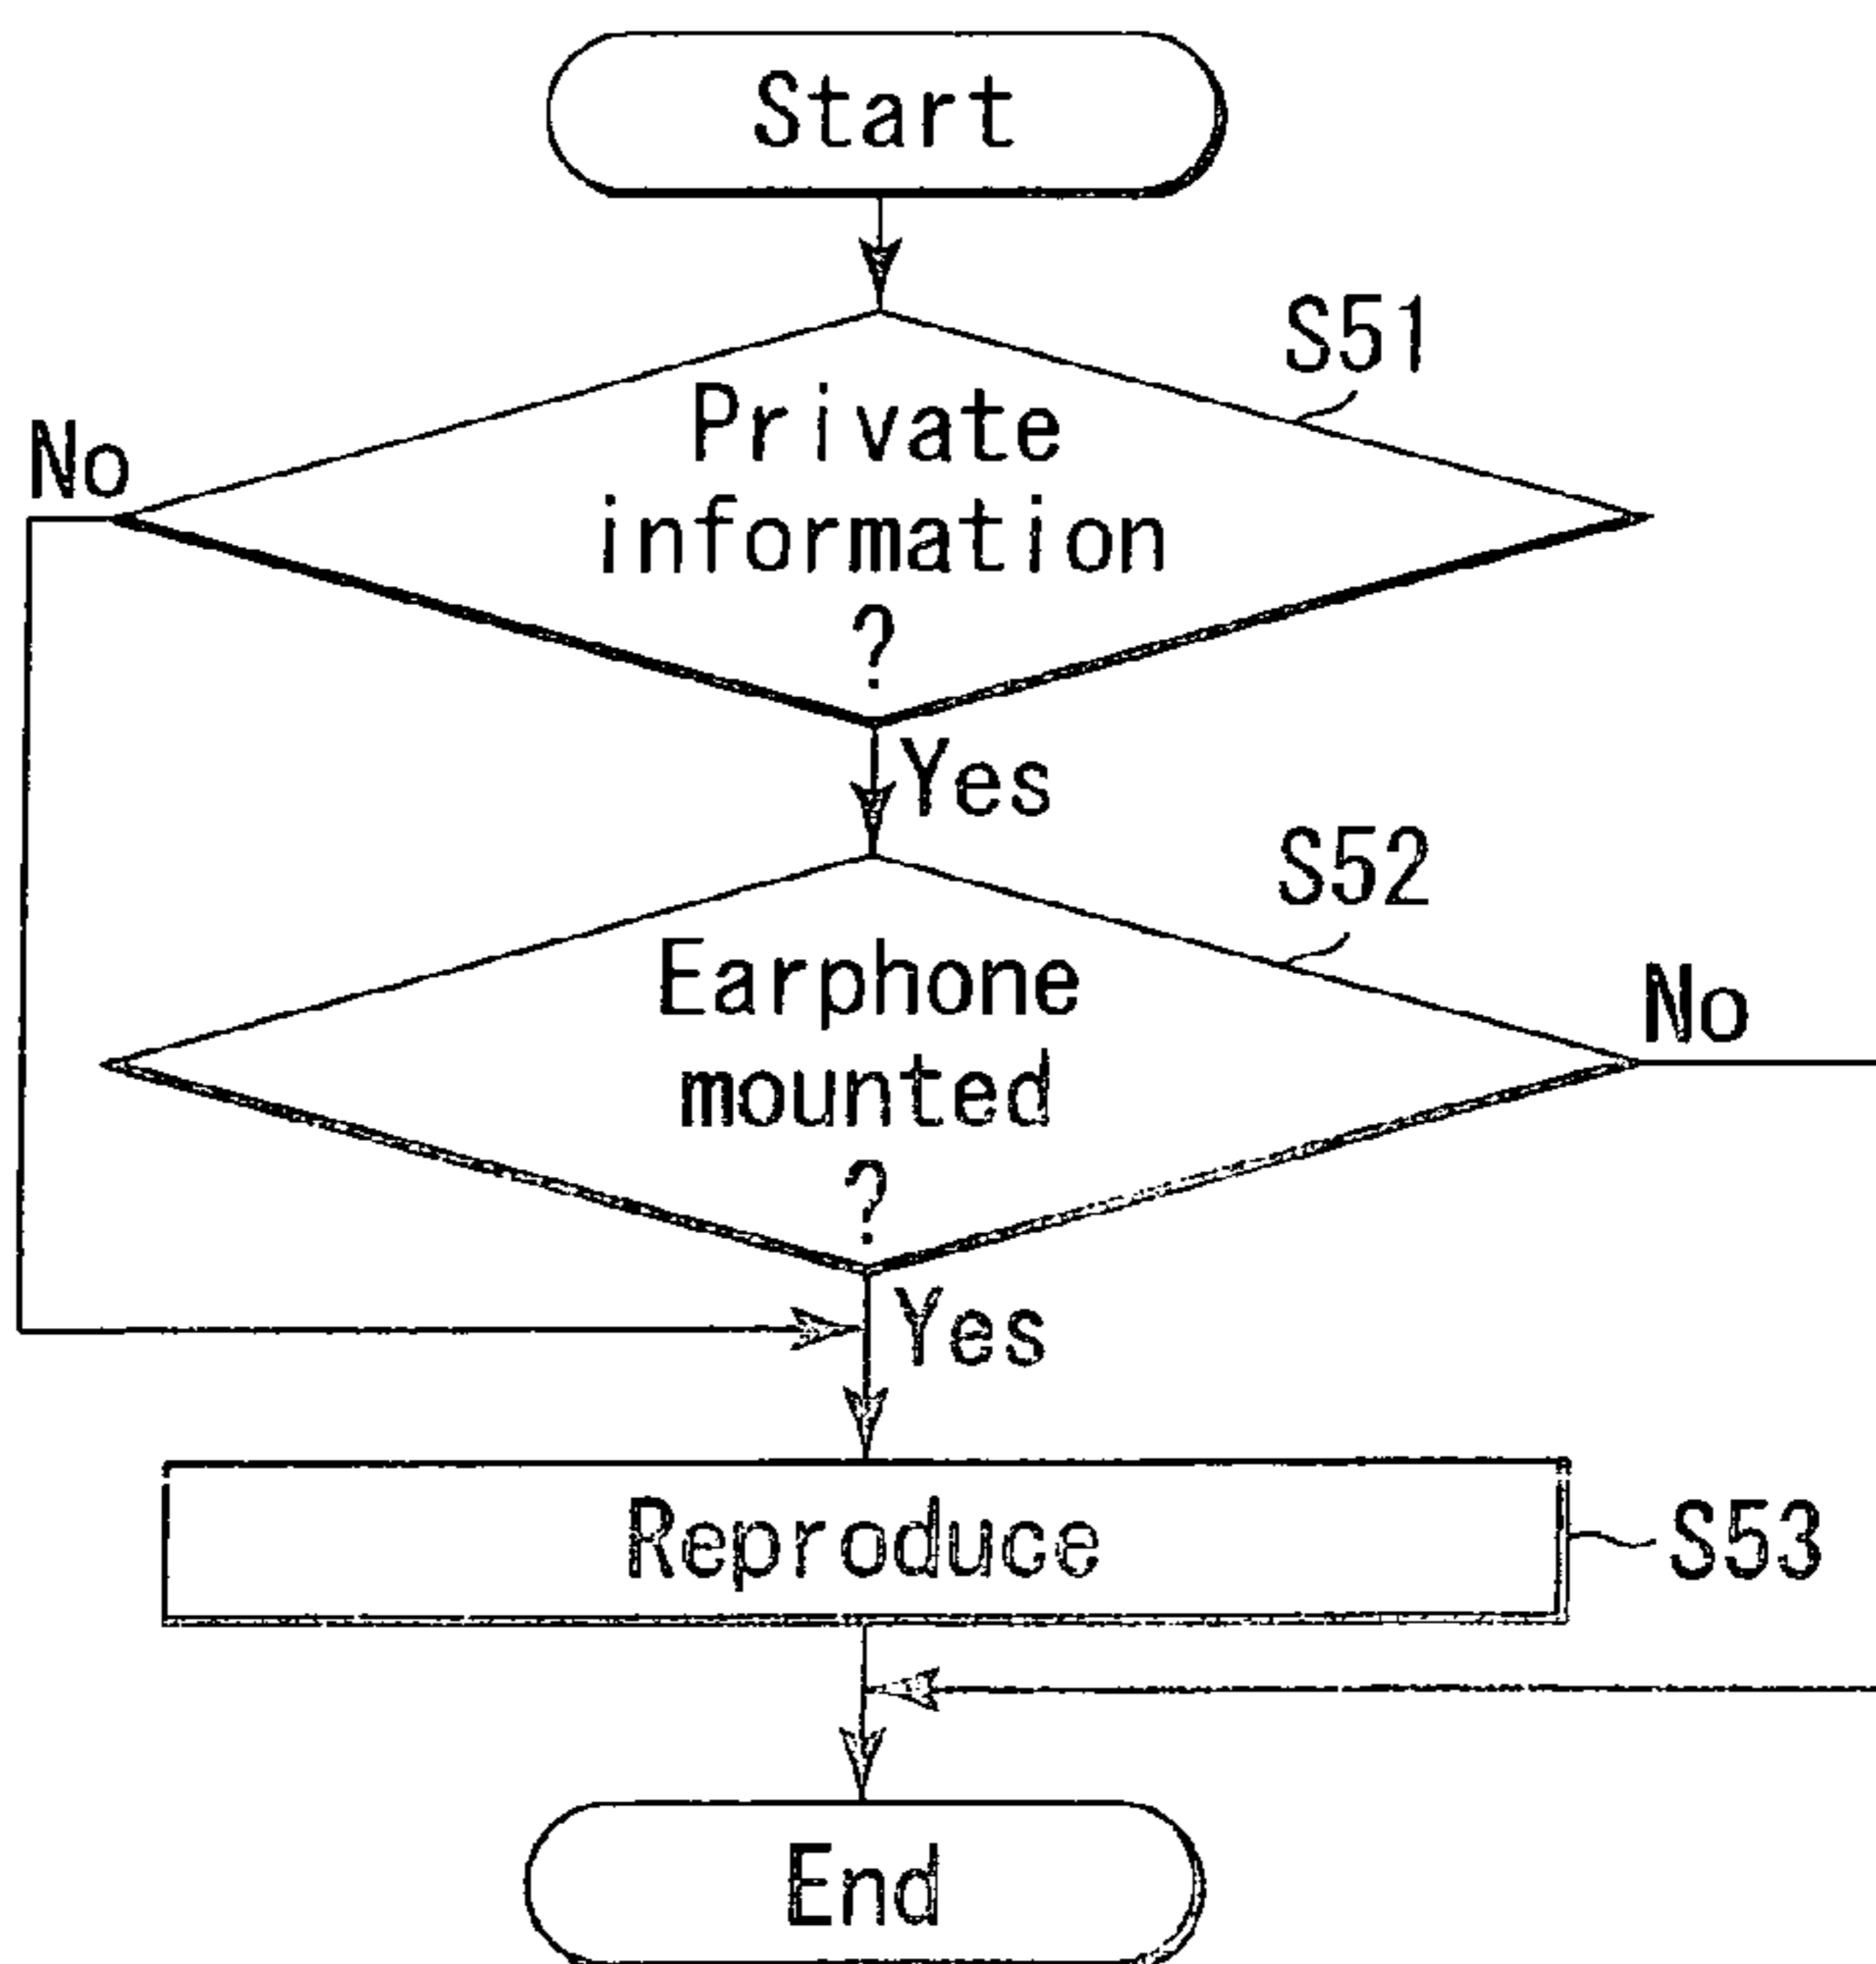 Start
S51
No
Private
information
?
Yes
S52
Earphone
mounted
?
No
Yes
Reproduce
S53
End